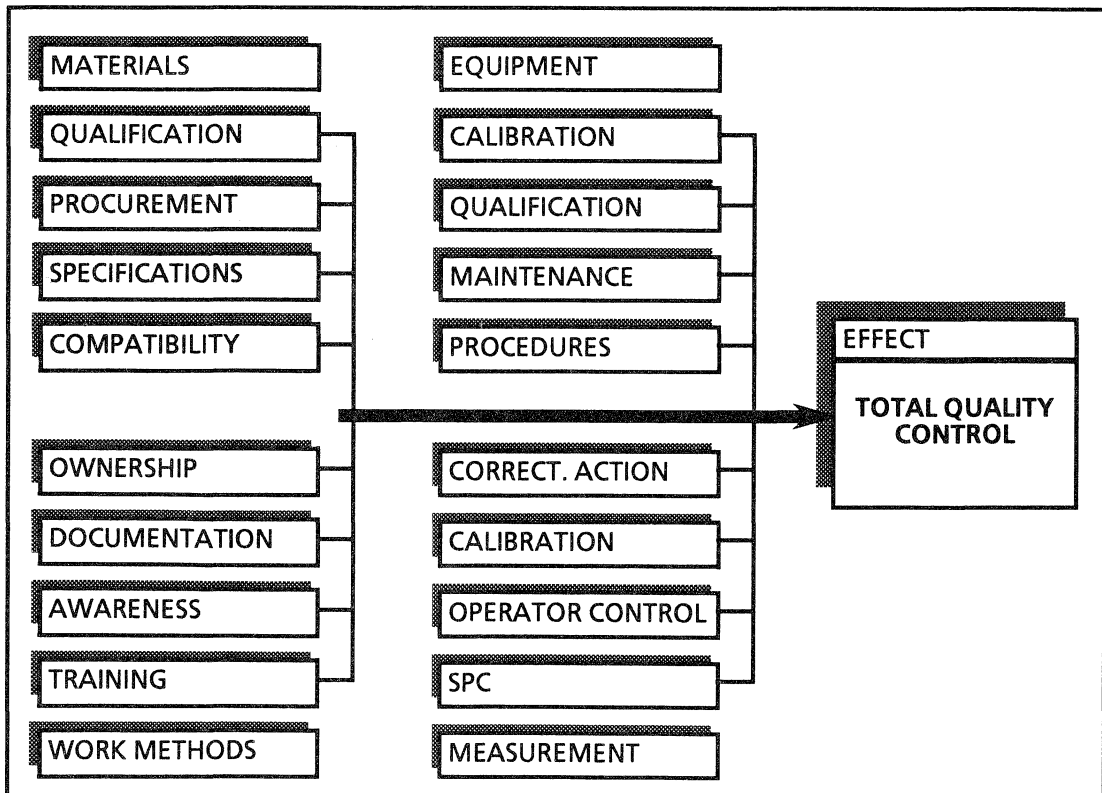 MATERIALS
QUALIFICATION
PROCUREMENT
SPECIFICATIONS
COMPATIBILITY
OWNERSHIP
DOCUMENTATION
AWARENESS
TRAINING
WORK METHODS
EQUIPMENT
CALIBRATION
QUALIFICATION
MAINTENANCE
PROCEDURES
CORRECT. ACTION
CALIBRATION
OPERATOR CONTROL
SPC
MEASUREMENT
EFFECT
TOTAL QUALITY
CONTROL